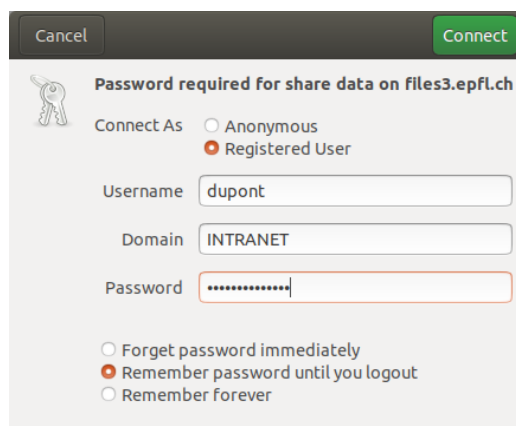 Cancel Connect
Password required for share data on files3.epfl.ch
Connect As Anonymous
Registered User
Username dupont
Domain INTRANET
Password ••••••••••••••
Forget password immediately
Remember password until you logout
Remember forever